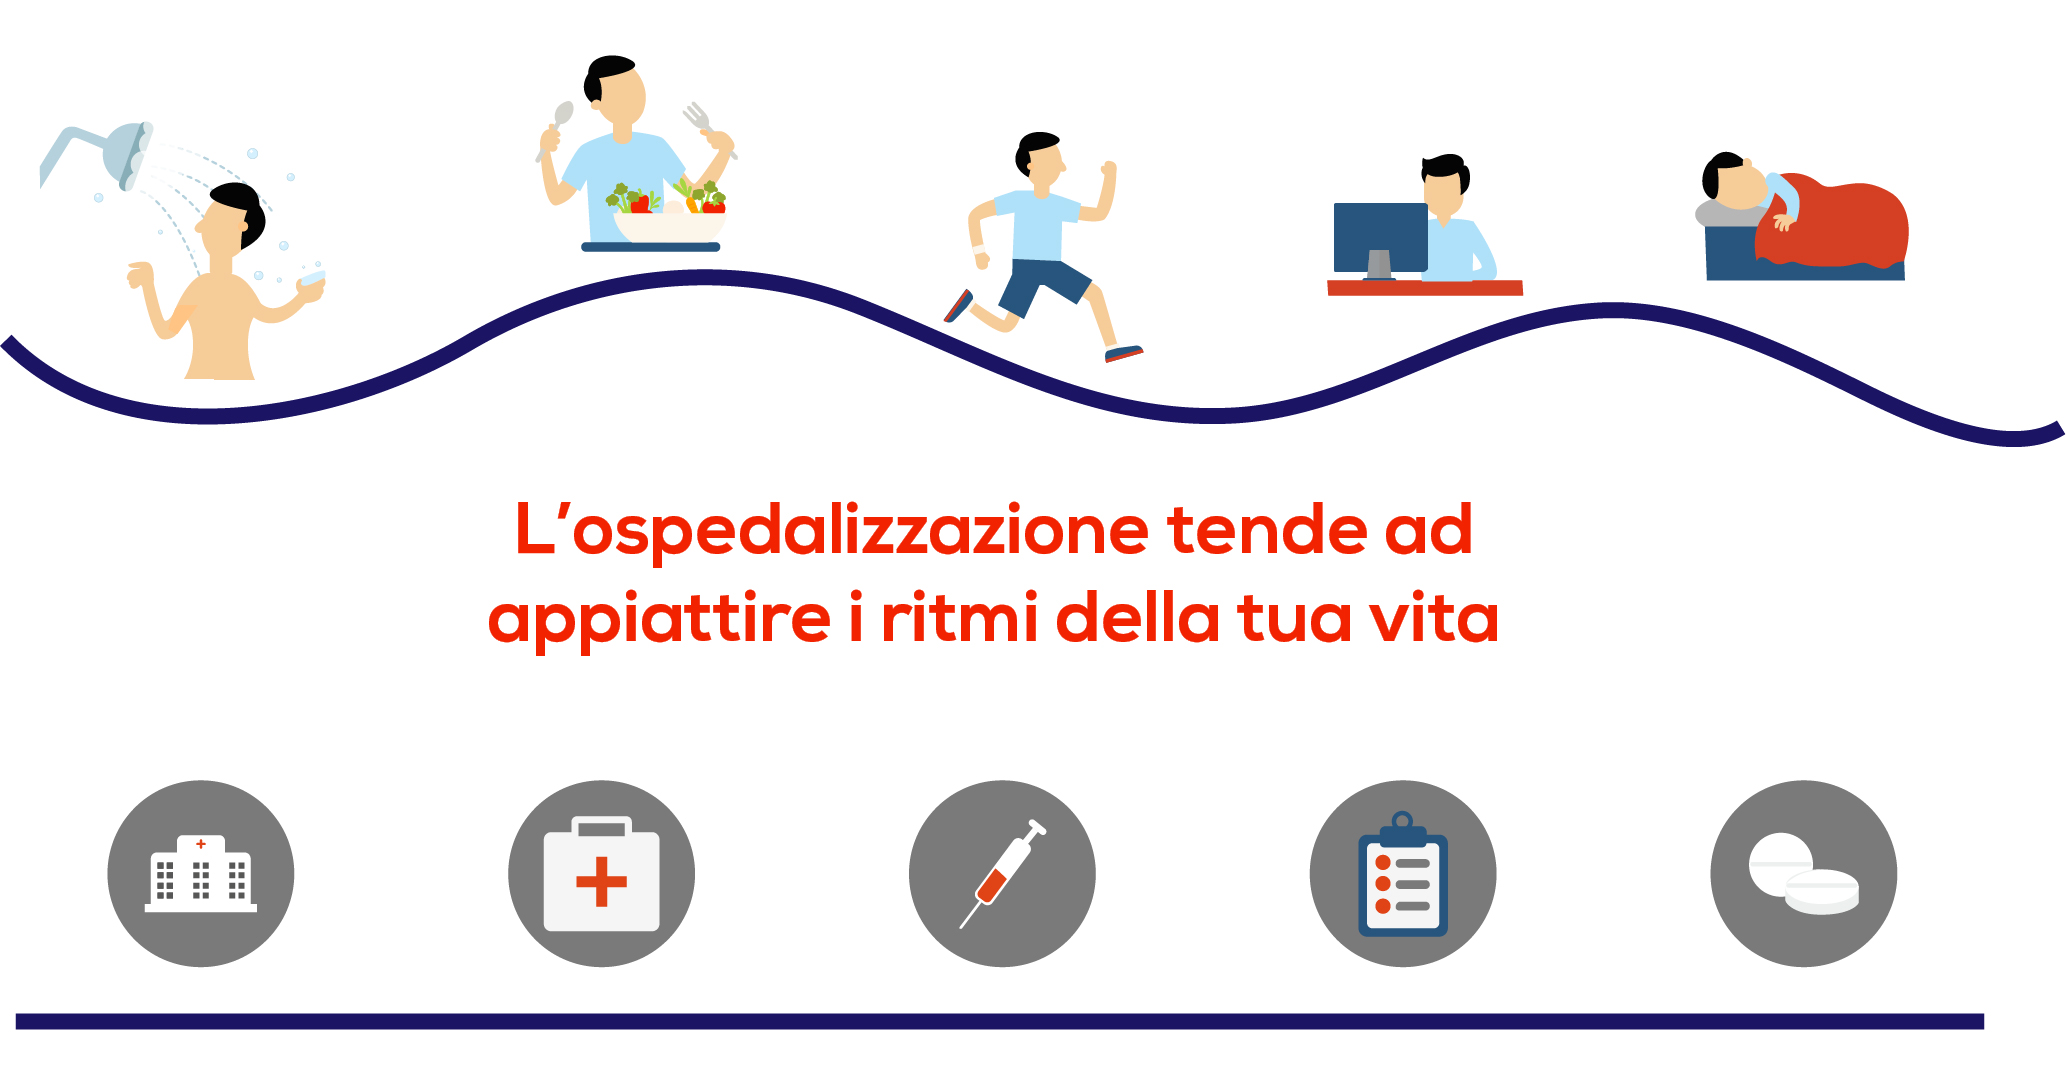 L’ospedalizzazione tende ad
appiattire i ritmi della tua vita